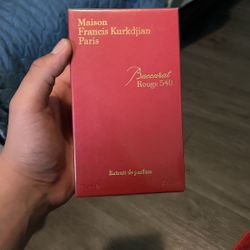 Maison
Francis Kurkdjian
Paris
Baccarat
Rouge 540
Extrait de parfum